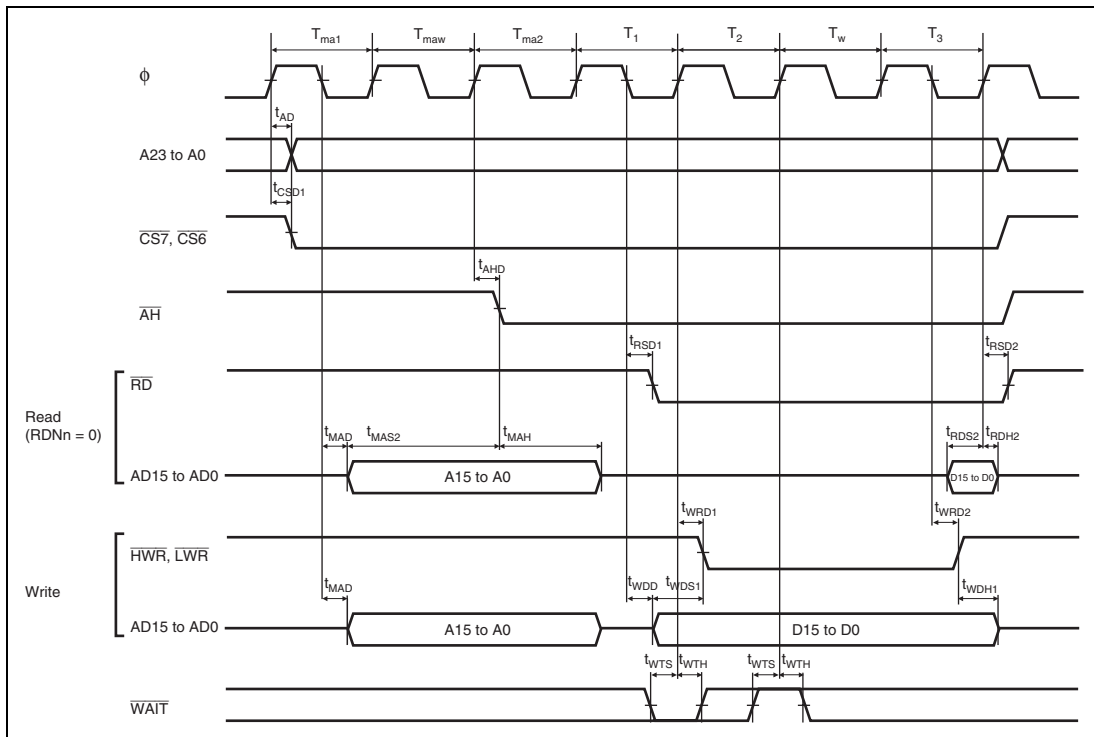 Tma1 Tmaw Tma2 T1 T2 Tw T3
ϕ
tAD
A23 to A0
tCSD1
CS7, CS6
tAHD
AH
tRSD1 tRSD2
RD
Read
(RDNn = 0)
tMAD tMAS2 tMAH tRDS2 tRDH2
AD15 to AD0 A15 to A0 D15 to D0
tWRD1 tWRD2
HWR, LWR
Write
tMAD tWDD tWDS1 tWDH1
AD15 to AD0 A15 to A0 D15 to D0
tWTS tWTH tWTS tWTH
WAIT